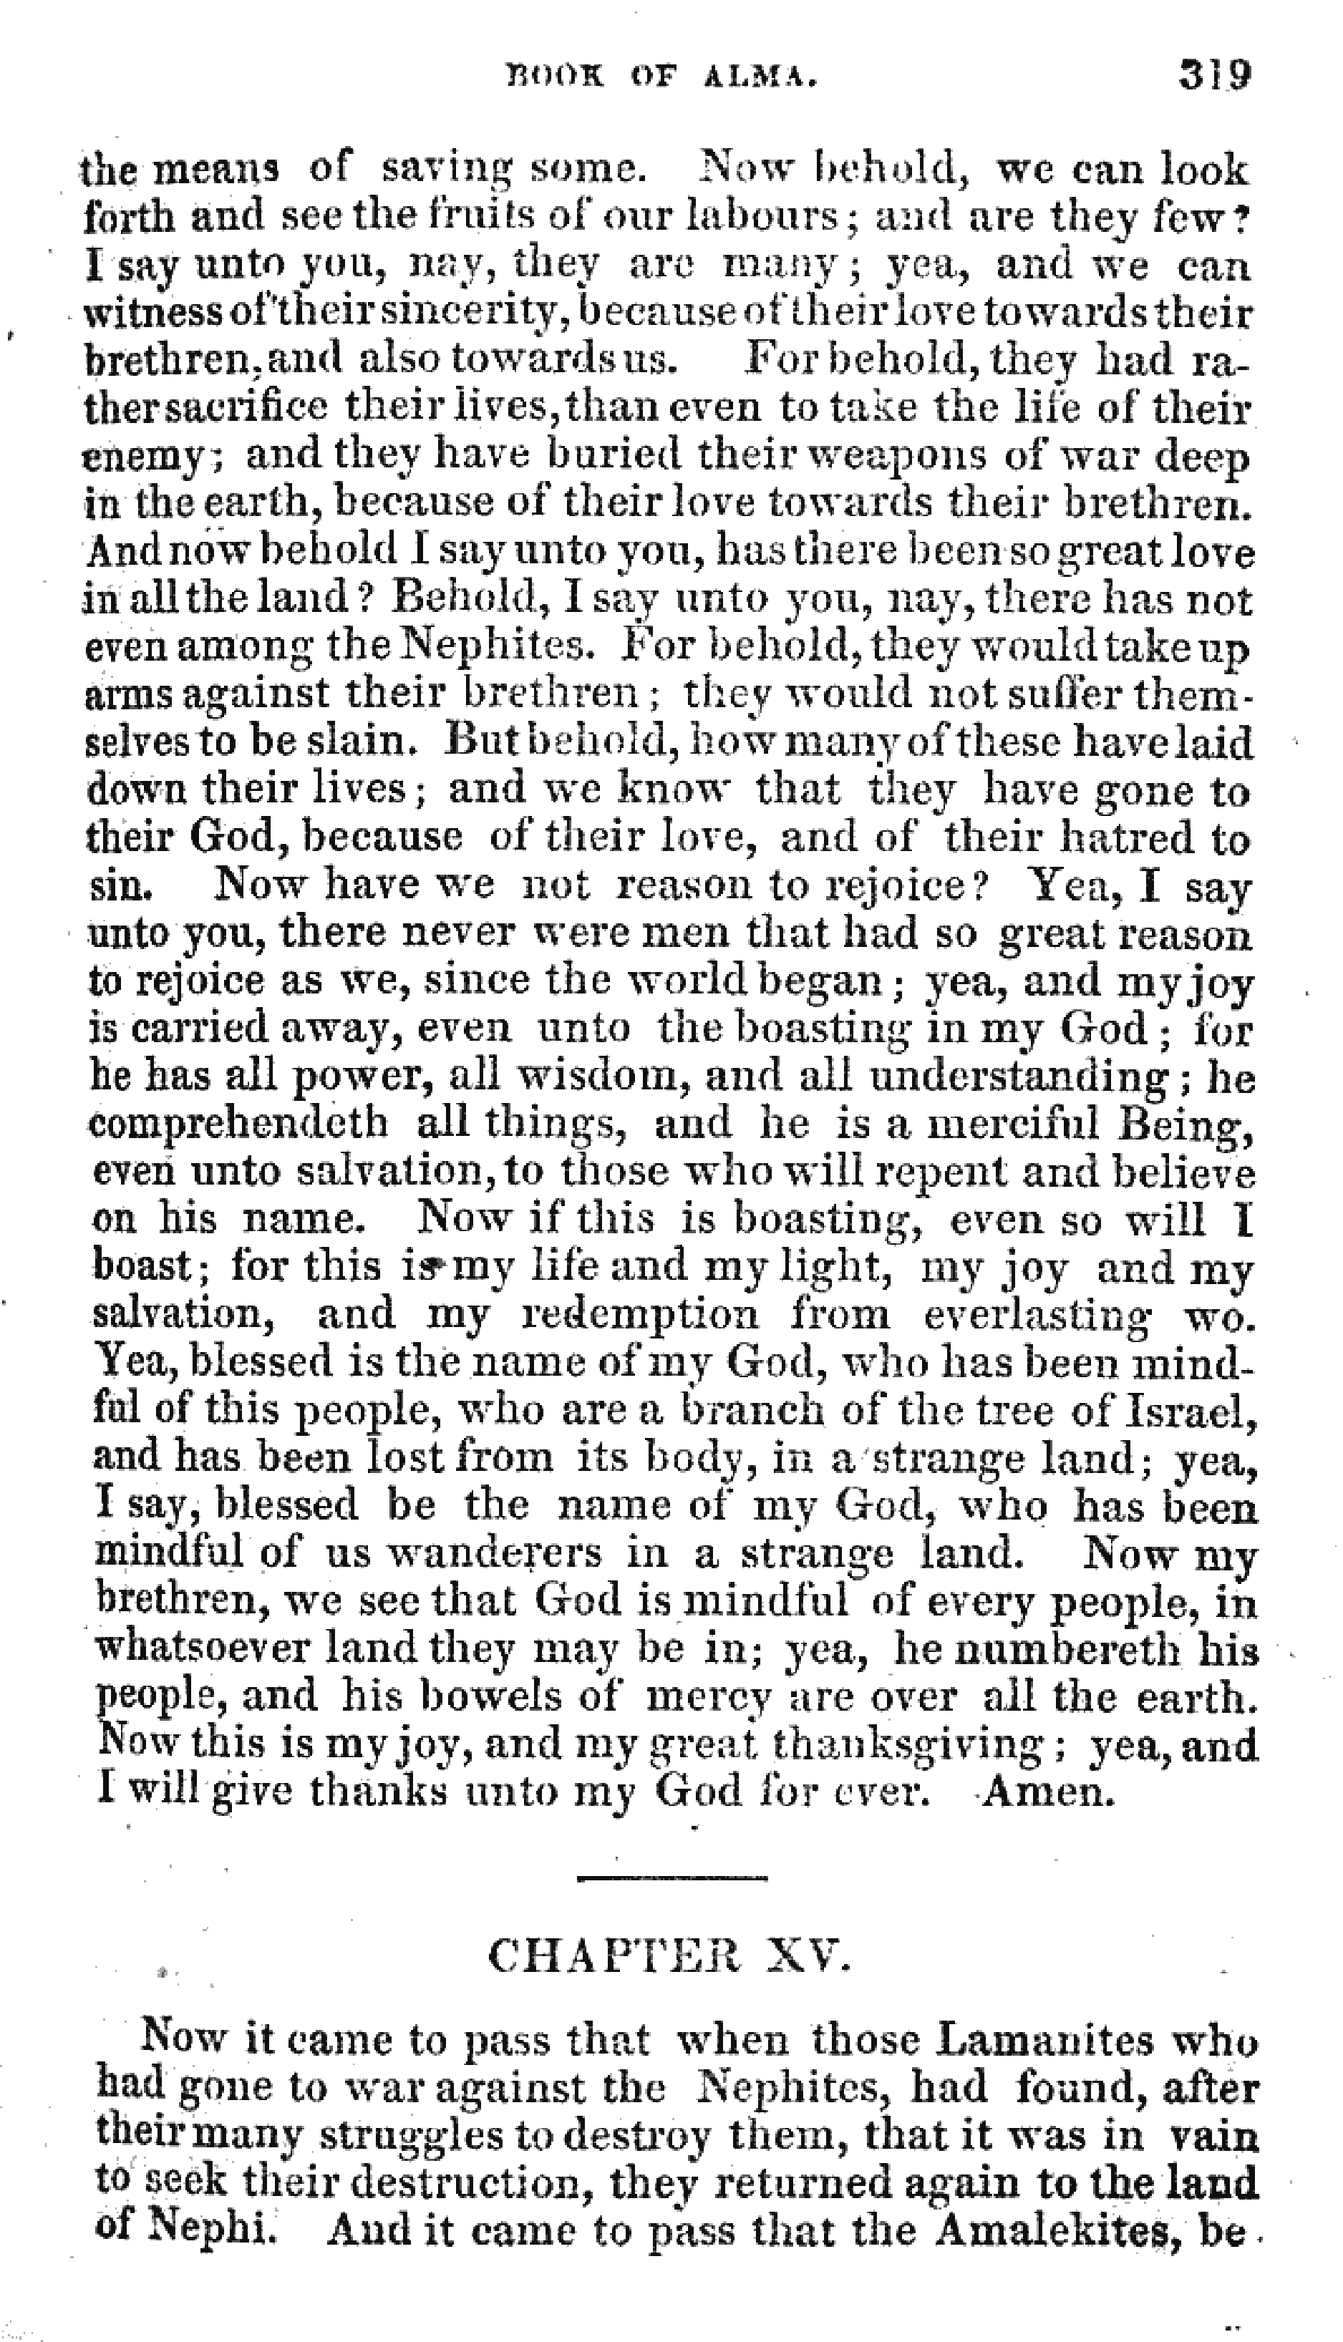 BOOK OF ALMA. 319
the means of saving some. Now behold, we can look
forth and see the fruits of our labours; and are they few?
I say unto you, nay, they are many; yea, and we can
witness of their sincerity, because of their love towards their
brethren, and also towards us. For behold, they had ra-
ther sacrifice their lives, than even to take the life of their
enemy; and they have buried their weapons of war deep
in the earth, because of their love towards their brethren.
And now behold I say unto you, has there been so great love
in all the land? Behold, I say unto you, nay, there has not
even among the Nephites. For behold, they would take up
arms against their brethren; they would not suffer them-
selves to be slain. But behold, how many of these have laid
down their lives; and we know that they have gone to
their God, because of their love, and of their hatred to
sin. Now have we not reason to rejoice? Yea, I say
unto you, there never were men that had so great reason
to rejoice as we, since the world began; yea, and my joy
is carried away, even unto the boasting in my God; for
he has all power, all wisdom, and all understanding; he
comprehendeth all things, and he is a merciful Being,
even unto salvation, to those who will repent and believe
on his name. Now if this is boasting, even so will I
boast; for this is my life and my light, my joy and my
salvation, and my redemption from everlasting wo.
Yea, blessed is the name of my God, who has been mind-
ful of this people, who are a branch of the tree of Israel,
and has been lost from its body, in a strange land; yea,
I say, blessed be the name of my God, who has been
mindful of us wanderers in a strange land. Now my
brethren, we see that God is mindful of every people, in
whatsoever land they may be in; yea, he numbereth his
people, and his bowels of mercy are over all the earth.
Now this is my joy, and my great thanksgiving; yea, and
I will give thanks unto my God for ever. Amen.
CHAPTER XV.
Now it came to pass that when those Lamanites who
had gone to war against the Nephites, had found, after
their many struggles to destroy them, that it was in vain
to seek their destruction, they returned again to the land
of Nephi. And it came to pass that the Amalekites, be-